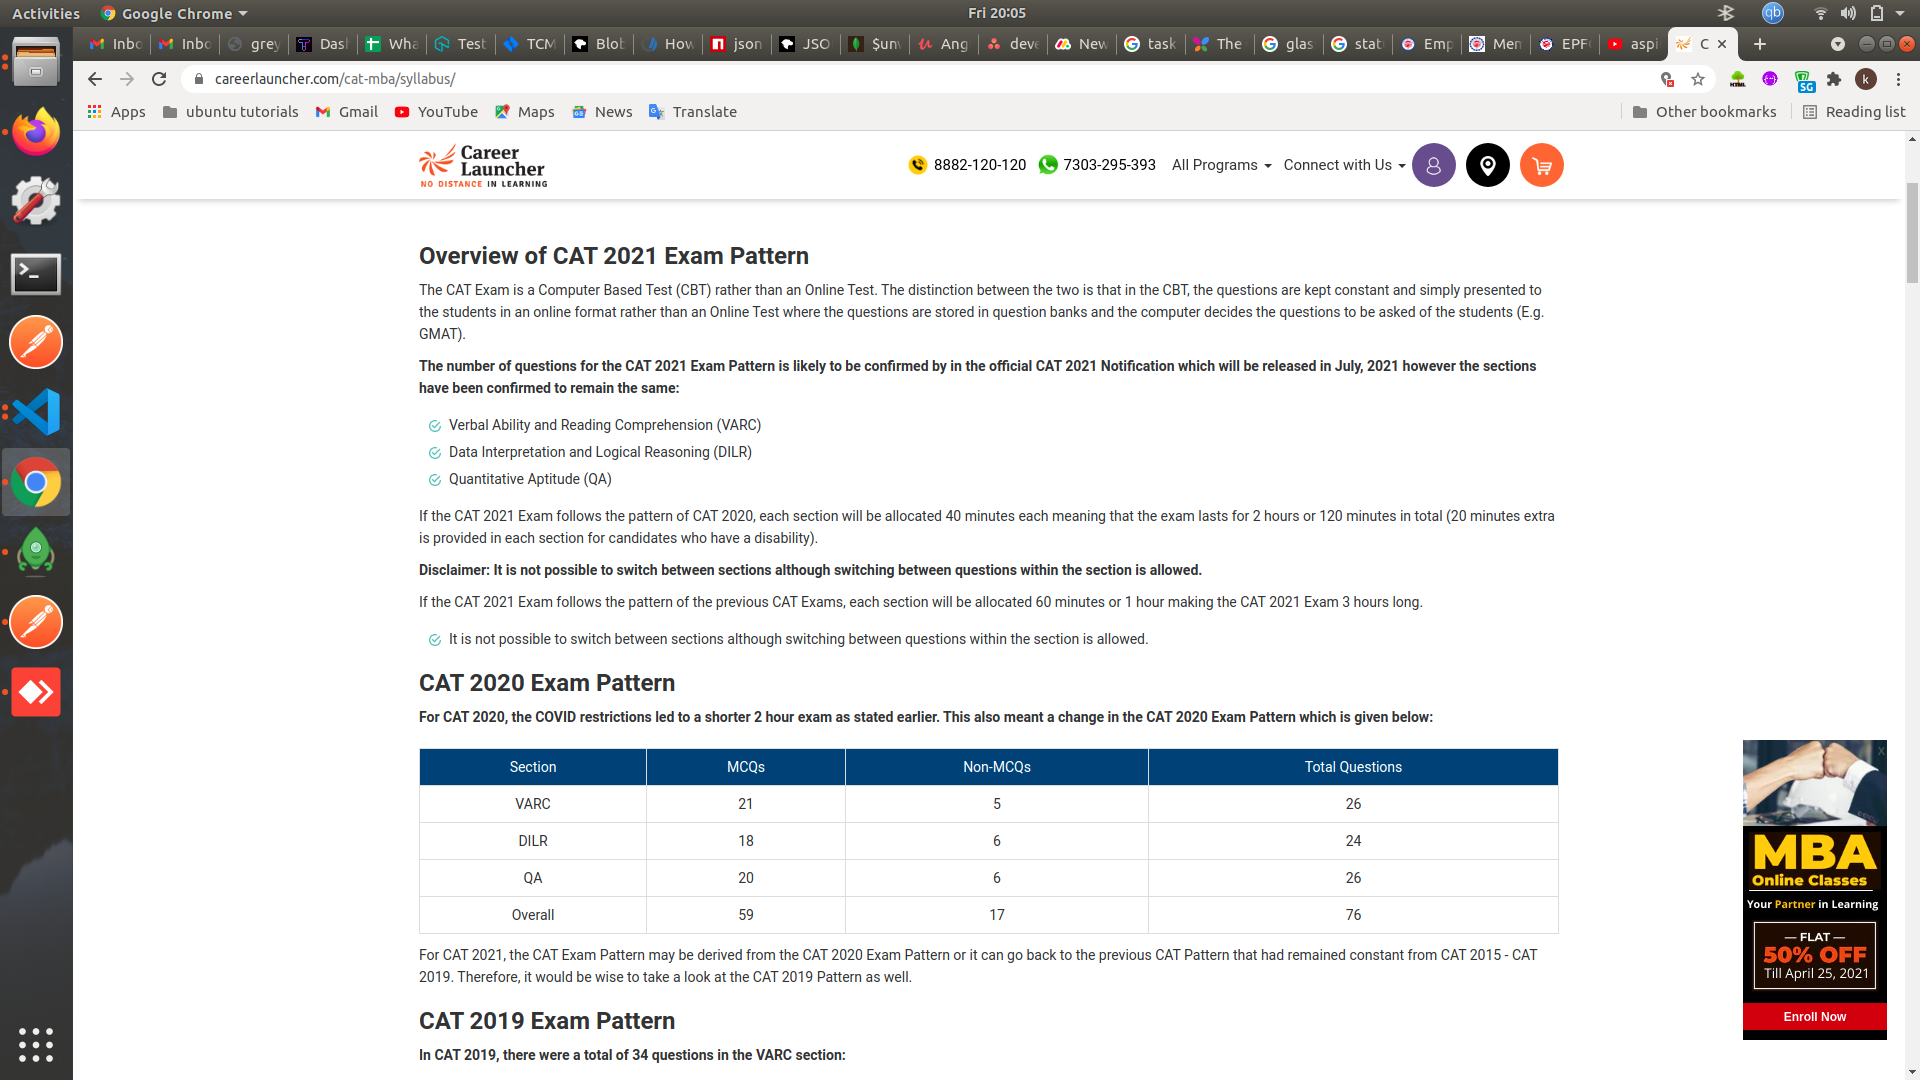 Activities Google Chrome Fri 20:05
Inbo Inbo grey Dasl Wha Test TCM Blob How json JSO $un Ang deve New task The glas stat Emp Men EPF aspi C
careerlauncher.com/cat-mba/syllabus/
Apps ubuntu tutorials Gmail YouTube Maps News Translate Other bookmarks Reading list
Career Launcher
NO DISTANCE IN LEARNING
8882-120-120 7303-295-393 All Programs Connect with Us
Overview of CAT 2021 Exam Pattern
The CAT Exam is a Computer Based Test (CBT) rather than an Online Test. The distinction between the two is that in the CBT, the questions are kept constant and simply presented to
the students in an online format rather than an Online Test where the questions are stored in question banks and the computer decides the questions to be asked of the students (E.g.
GMAT).
The number of questions for the CAT 2021 Exam Pattern is likely to be confirmed by in the official CAT 2021 Notification which will be released in July, 2021 however the sections
have been confirmed to remain the same:
Verbal Ability and Reading Comprehension (VARC)
Data Interpretation and Logical Reasoning (DILR)
Quantitative Aptitude (QA)
If the CAT 2021 Exam follows the pattern of CAT 2020, each section will be allocated 40 minutes each meaning that the exam lasts for 2 hours or 120 minutes in total (20 minutes extra
is provided in each section for candidates who have a disability).
Disclaimer: It is not possible to switch between sections although switching between questions within the section is allowed.
If the CAT 2021 Exam follows the pattern of the previous CAT Exams, each section will be allocated 60 minutes or 1 hour making the CAT 2021 Exam 3 hours long.
It is not possible to switch between sections although switching between questions within the section is allowed.
CAT 2020 Exam Pattern
For CAT 2020, the COVID restrictions led to a shorter 2 hour exam as stated earlier. This also meant a change in the CAT 2020 Exam Pattern which is given below:
Section MCQs Non-MCQs Total Questions
VARC 21 5 26
DILR 18 6 24
QA 20 6 26
Overall 59 17 76
For CAT 2021, the CAT Exam Pattern may be derived from the CAT 2020 Exam Pattern or it can go back to the previous CAT Pattern that had remained constant from CAT 2015 - CAT
2019. Therefore, it would be wise to take a look at the CAT 2019 Pattern as well.
CAT 2019 Exam Pattern
In CAT 2019, there were a total of 34 questions in the VARC section:
MBA
Online Classes
Your Partner in Learning
— FLAT —
50% OFF
Till April 25, 2021
Enroll Now